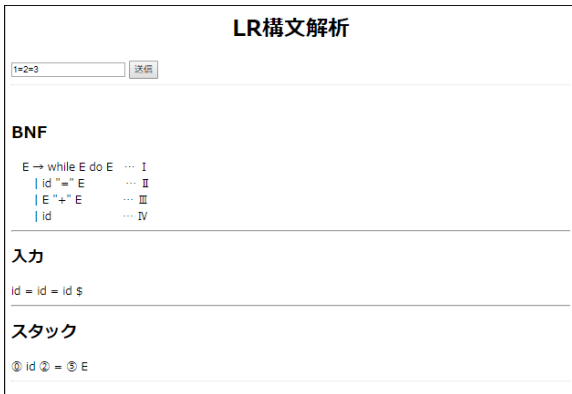 LR構文解析
1=2=3 送信
BNF
E → while E do E … Ⅰ
| id "=" E … Ⅱ
| E "+" E … Ⅲ
| id … Ⅳ
入力
id = id = id $
スタック
⓪ id ② = ⑤ E